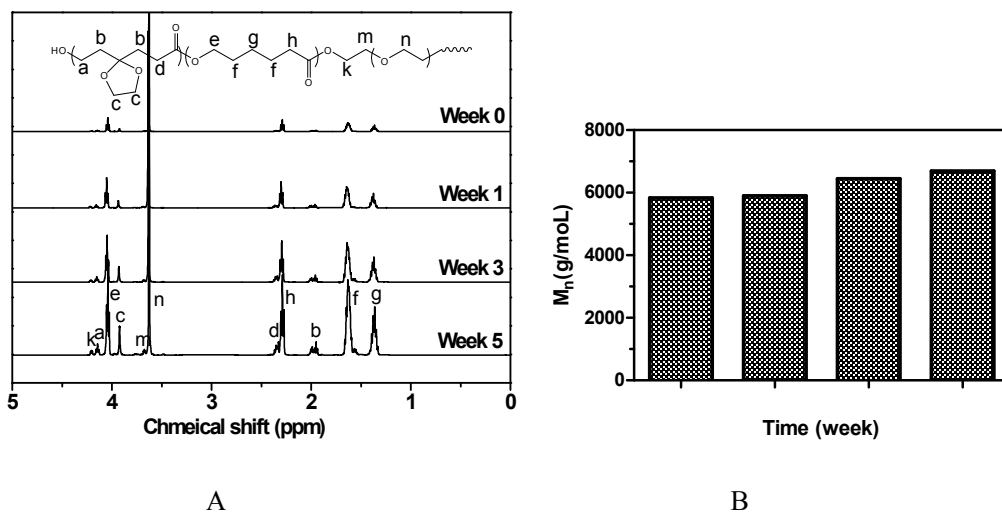 O
b b e g h m n
HO O O
a O O d O f f O k
c c
Week 0
Week 1
Week 3
Week 5
k a e c m n d h b f g
5 4 3 2 1 0
Chmeical shift (ppm)
A
8000
6000
4000
2000
0
Mn(g/moL)
Time (week)
B